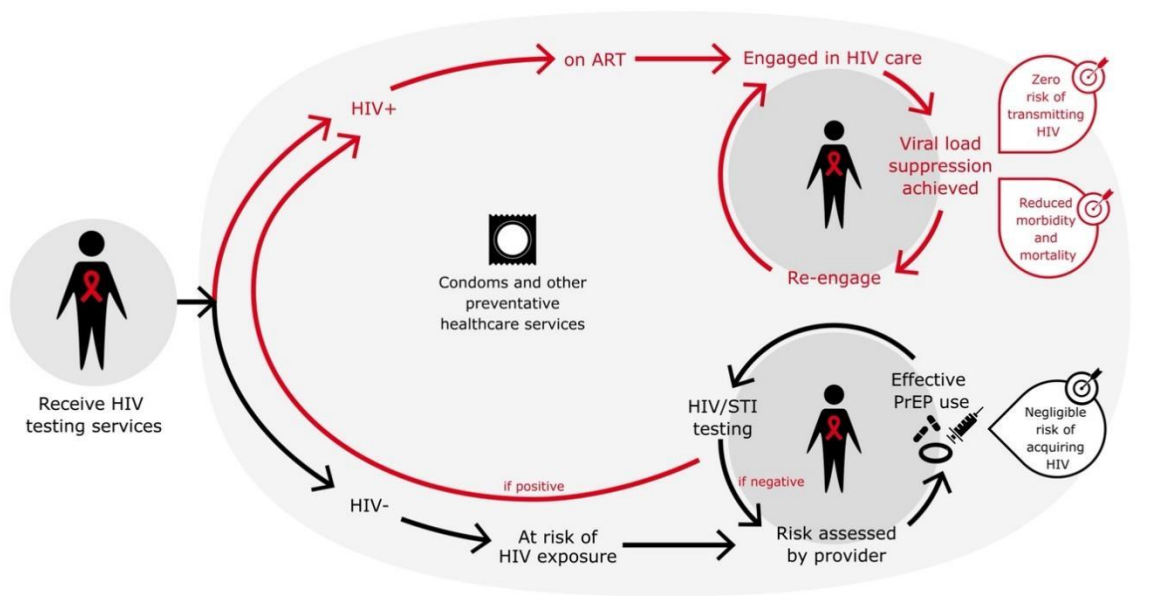 Receive HIV
testing services
HIV+
on ART
Engaged in HIV care
Viral load
suppression
achieved
Re-engage
Zero
risk of
transmitting
HIV
Reduced
morbidity
and
mortality
Condoms and other
preventative
healthcare services
HIV-
At risk of
HIV exposure
Risk assessed
by provider
Effective
PrEP use
HIV/STI
testing
if negative
if positive
Negligible
risk of
acquiring
HIV